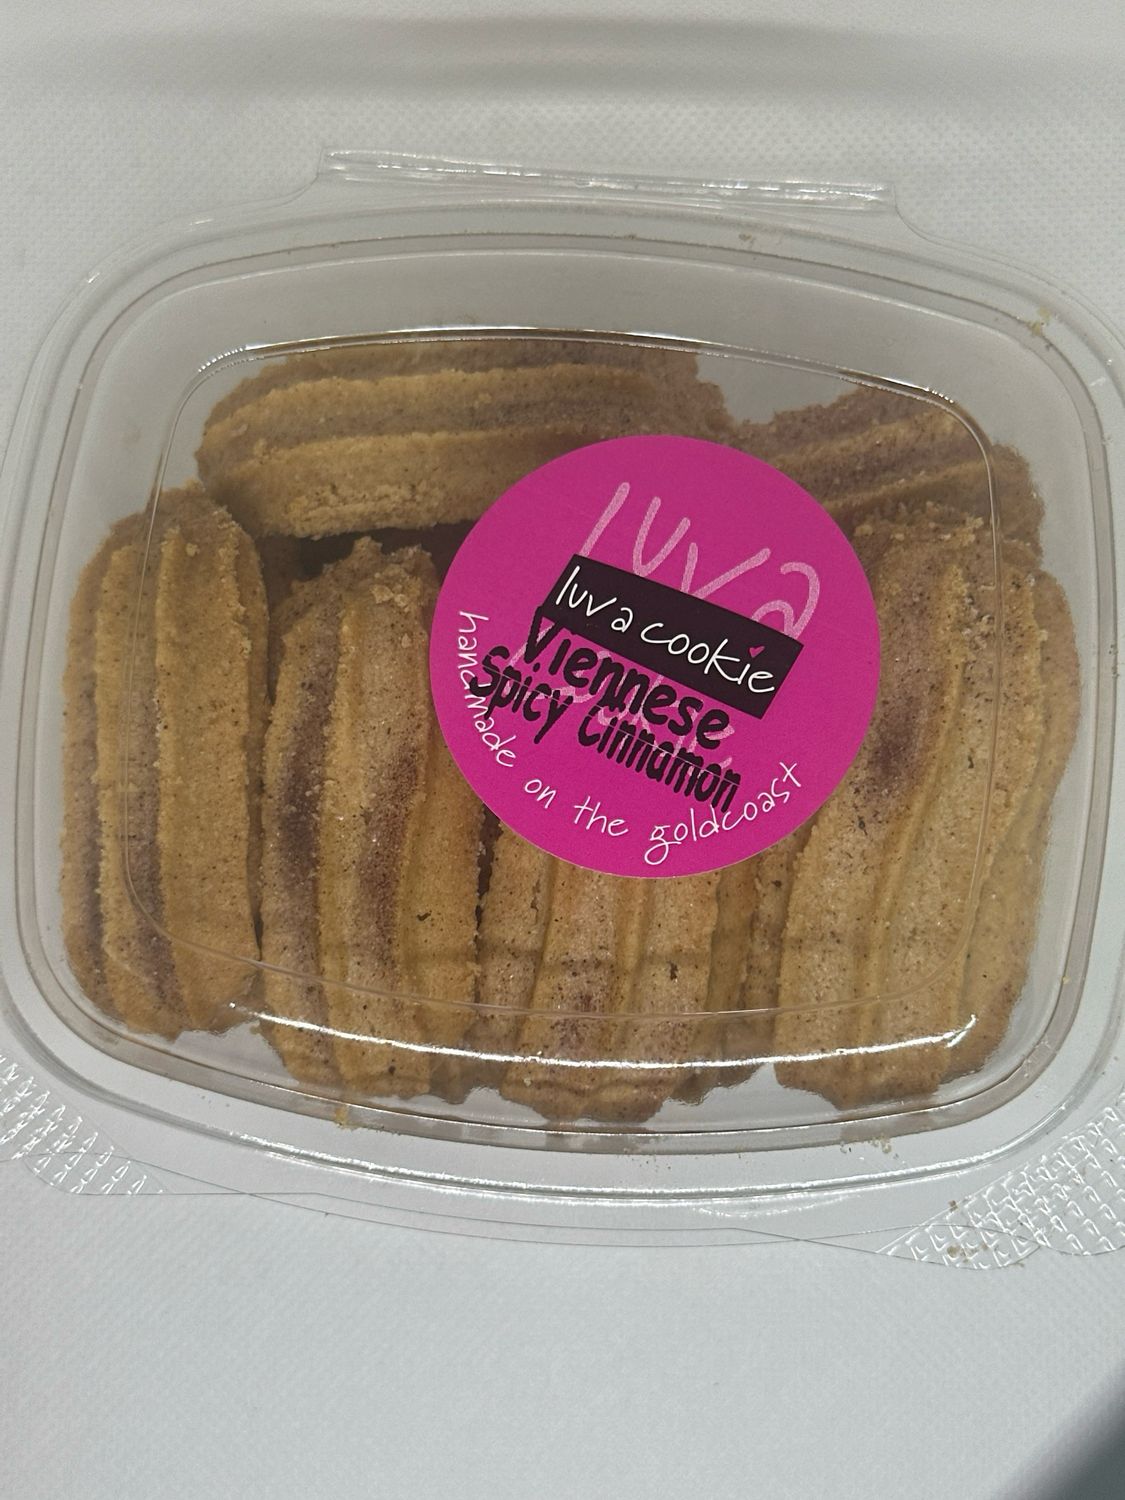 luva
luv a cookie
Viennese
Spicy Cinnamon
handmade on the goldcoast